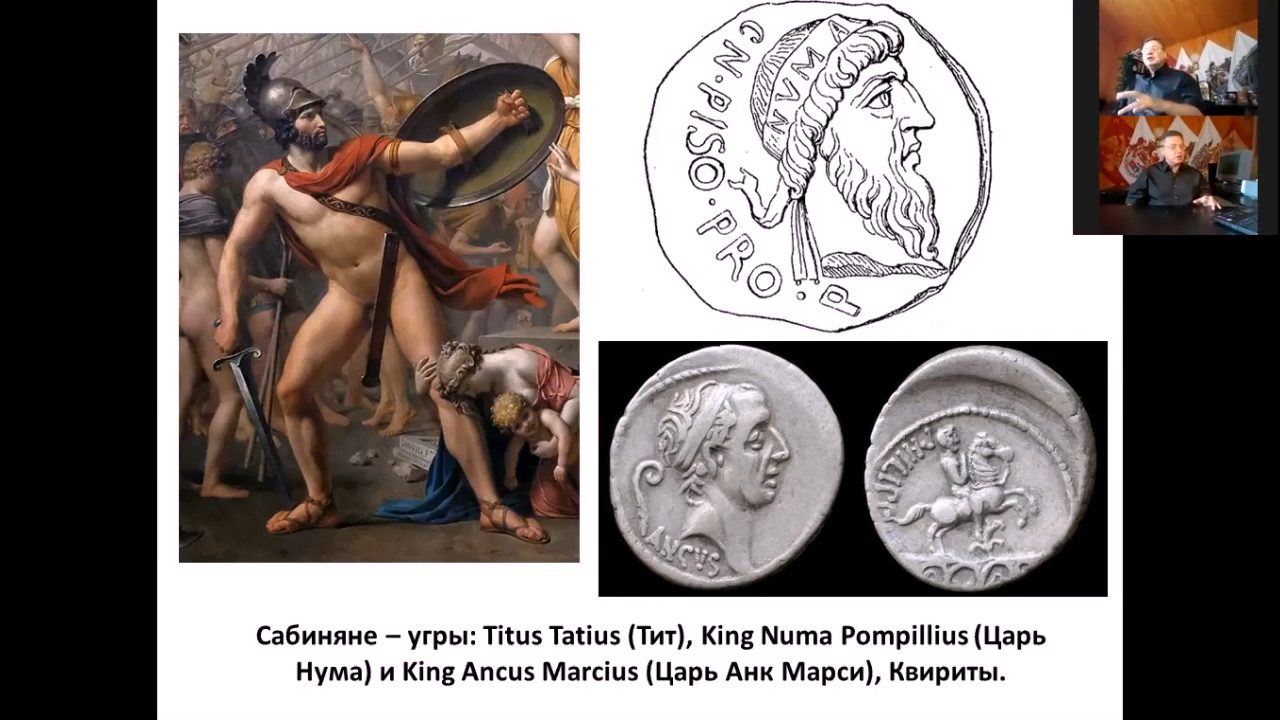 CN·PISO·PRO·P
NVMA
ANCVS
PHILIPPVS
Сабиняне – угры: Titus Tatius (Тит), King Numa Pompillius (Царь
Нума) и King Ancus Marcius (Царь Анк Марси), Квириты.